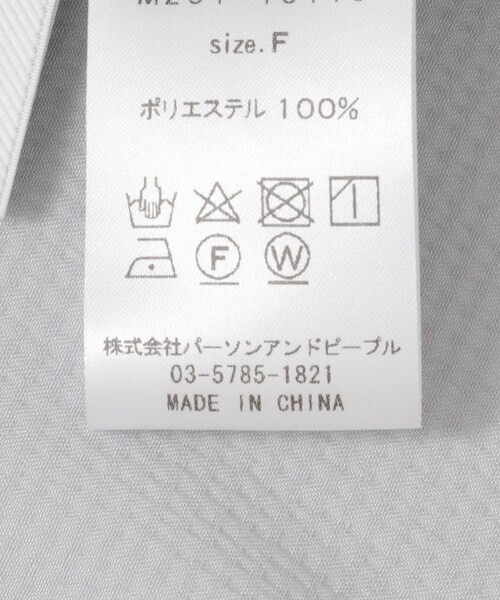 size.F
ポリエステル 100%
F W
株式会社パーソンアンドピープル
03-5785-1821
MADE IN CHINA